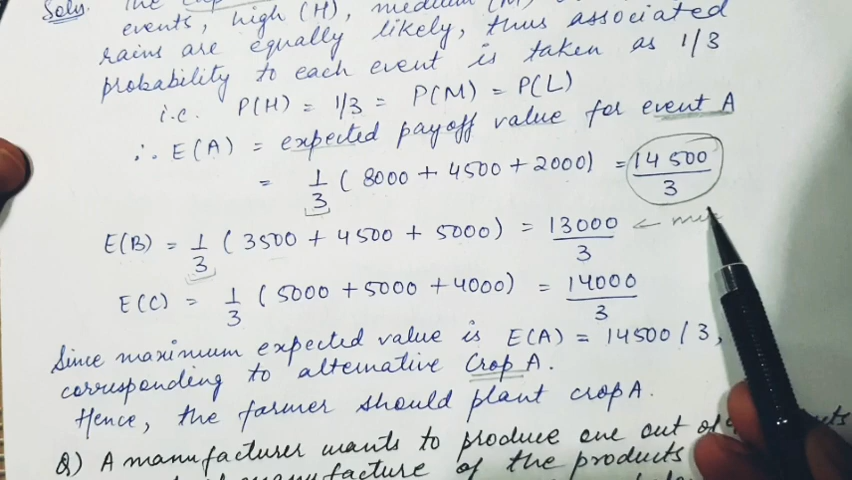 Soln. The
events, high (H), medium (M)
rains are equally likely, thus associated
probability to each event is taken as 1/3
i.e. P(H) = 1/3 = P(M) = P(L)
∴ E(A) = expected payoff value for event A
= 1/3 (8000 + 4500 + 2000) = 14500/3
E(B) = 1/3 (3500 + 4500 + 5000) = 13000/3 ←
E(C) = 1/3 (5000 + 5000 + 4000) = 14000/3
Since maximum expected value is E(A) = 14500/3,
corresponding to alternative Crop A.
Hence, the farmer should plant crop A.
Q) A manufacturer wants to produce one out of
manufacture of the products